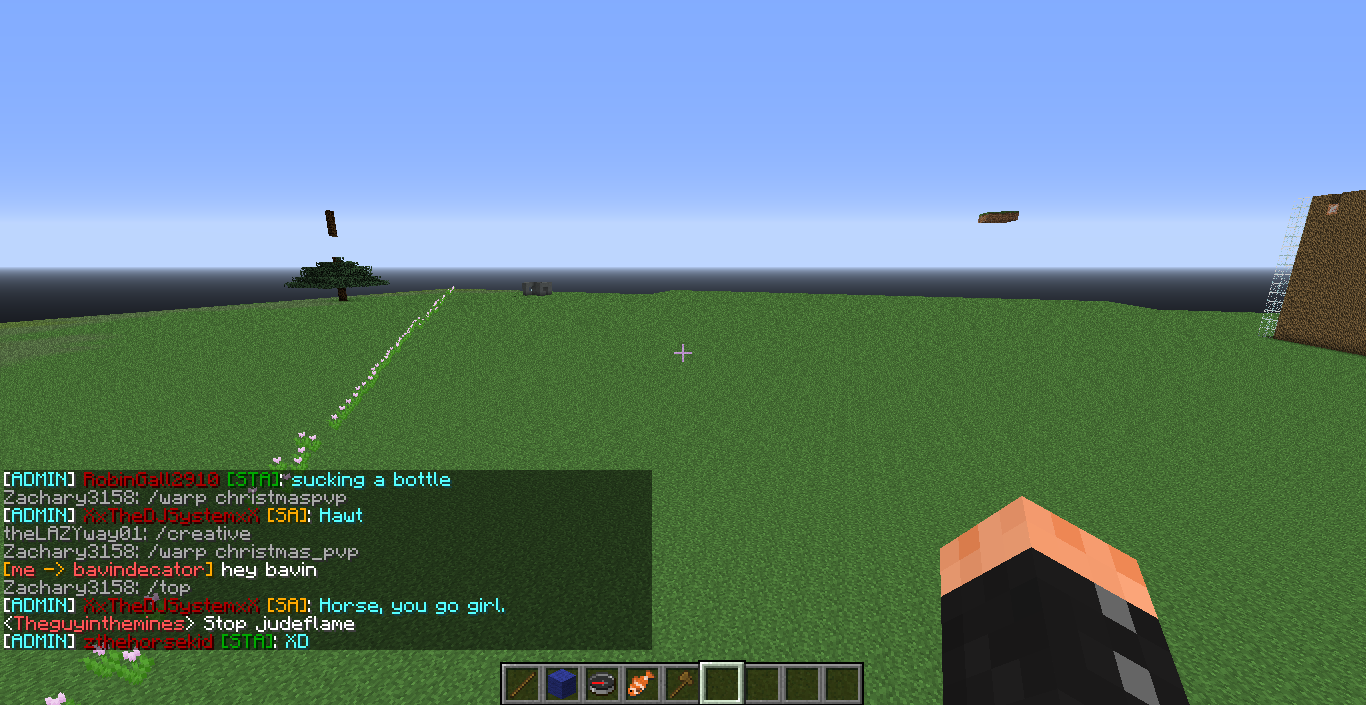 [ADMIN] RobinGall2910 [STA]: sucking a bottle
Zachary3158: /warp christmaspvp
[ADMIN] XxTheDJSystemxX [SA]: Hawt
theLAZYway01: /creative
Zachary3158: /warp christmas_pvp
[me -> bavindecator] hey bavin
Zachary3158: /top
[ADMIN] XxTheDJSystemxX [SA]: Horse, you go girl.
<Theguyinthemines> Stop judeflame
[ADMIN] zthehorsekid [STA]: XD